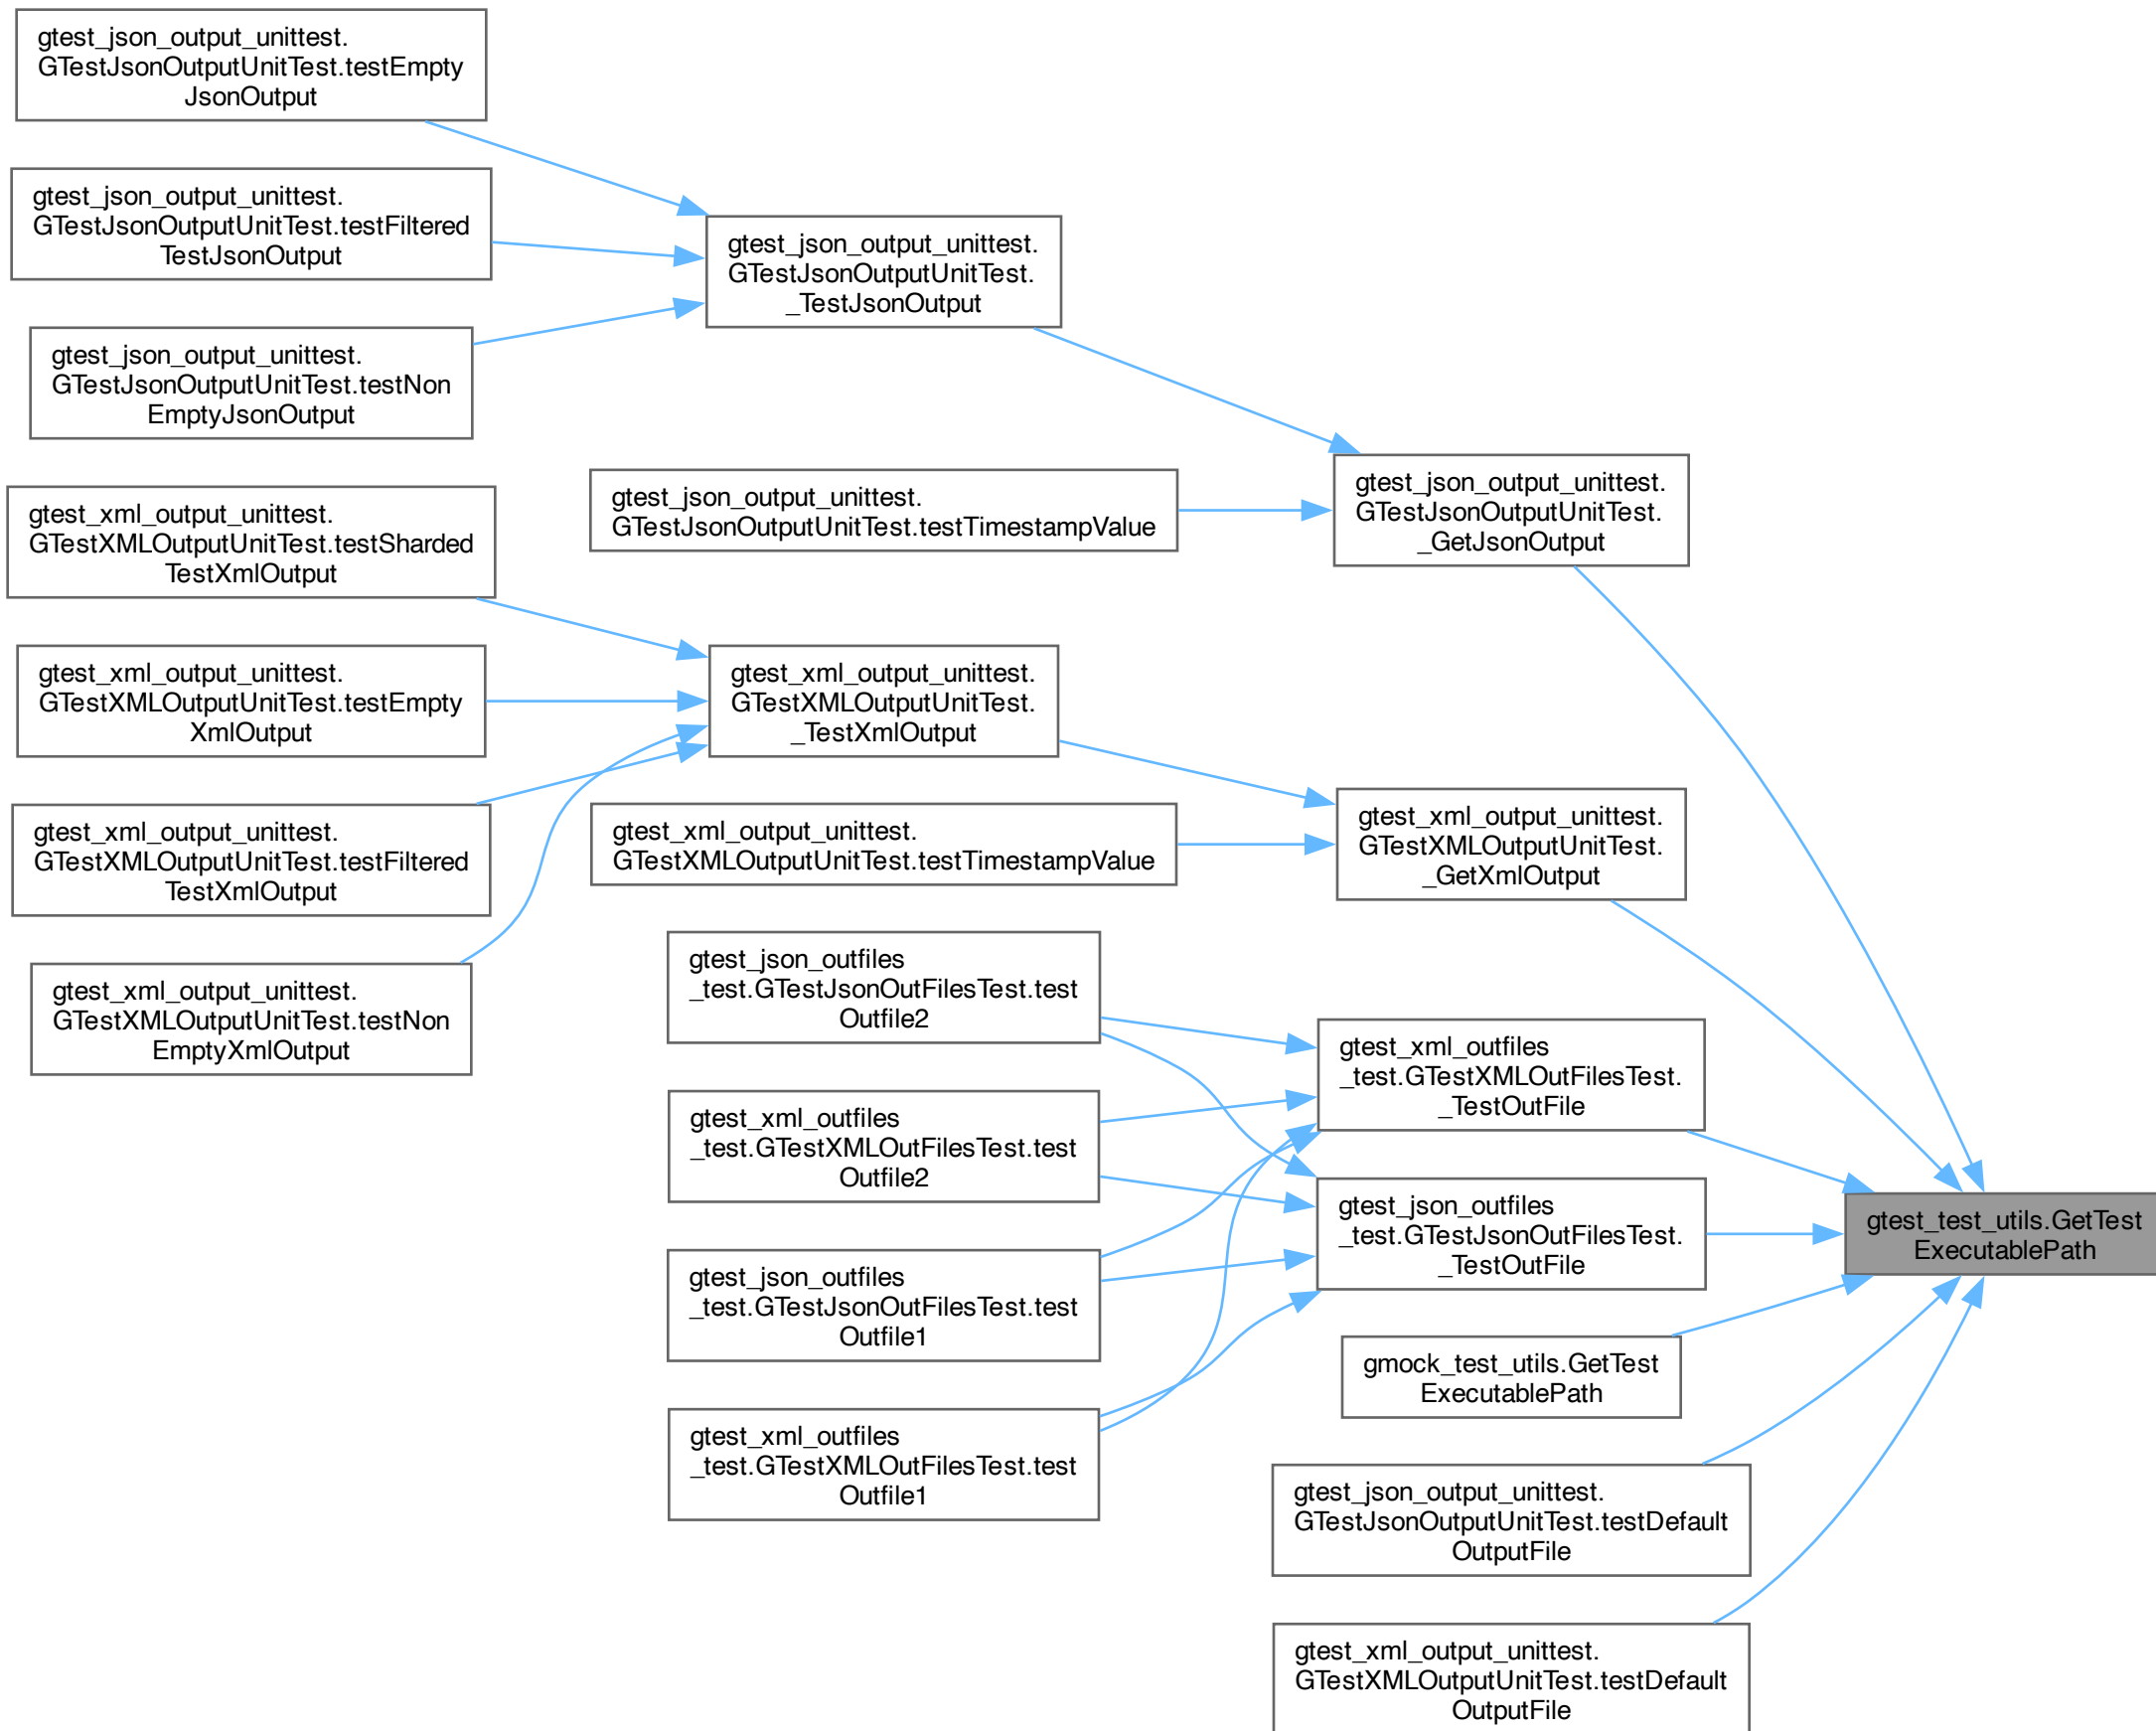 gtest_json_output_unittest.
GTestJsonOutputUnitTest.testEmpty
JsonOutput
gtest_json_output_unittest.
GTestJsonOutputUnitTest.testFiltered
TestJsonOutput
gtest_json_output_unittest.
GTestJsonOutputUnitTest.testNon
EmptyJsonOutput
gtest_json_output_unittest.
GTestJsonOutputUnitTest.
_TestJsonOutput
gtest_json_output_unittest.
GTestJsonOutputUnitTest.testTimestampValue
gtest_json_output_unittest.
GTestJsonOutputUnitTest.
_GetJsonOutput
gtest_xml_output_unittest.
GTestXMLOutputUnitTest.testSharded
TestXmlOutput
gtest_xml_output_unittest.
GTestXMLOutputUnitTest.testEmpty
XmlOutput
gtest_xml_output_unittest.
GTestXMLOutputUnitTest.testFiltered
TestXmlOutput
gtest_xml_output_unittest.
GTestXMLOutputUnitTest.testNon
EmptyXmlOutput
gtest_xml_output_unittest.
GTestXMLOutputUnitTest.
_TestXmlOutput
gtest_xml_output_unittest.
GTestXMLOutputUnitTest.testTimestampValue
gtest_xml_output_unittest.
GTestXMLOutputUnitTest.
_GetXmlOutput
gtest_json_outfiles
_test.GTestJsonOutFilesTest.test
Outfile2
gtest_xml_outfiles
_test.GTestXMLOutFilesTest.test
Outfile2
gtest_json_outfiles
_test.GTestJsonOutFilesTest.test
Outfile1
gtest_xml_outfiles
_test.GTestXMLOutFilesTest.test
Outfile1
gtest_xml_outfiles
_test.GTestXMLOutFilesTest.
_TestOutFile
gtest_json_outfiles
_test.GTestJsonOutFilesTest.
_TestOutFile
gmock_test_utils.GetTest
ExecutablePath
gtest_json_output_unittest.
GTestJsonOutputUnitTest.testDefault
OutputFile
gtest_xml_output_unittest.
GTestXMLOutputUnitTest.testDefault
OutputFile
gtest_test_utils.GetTest
ExecutablePath